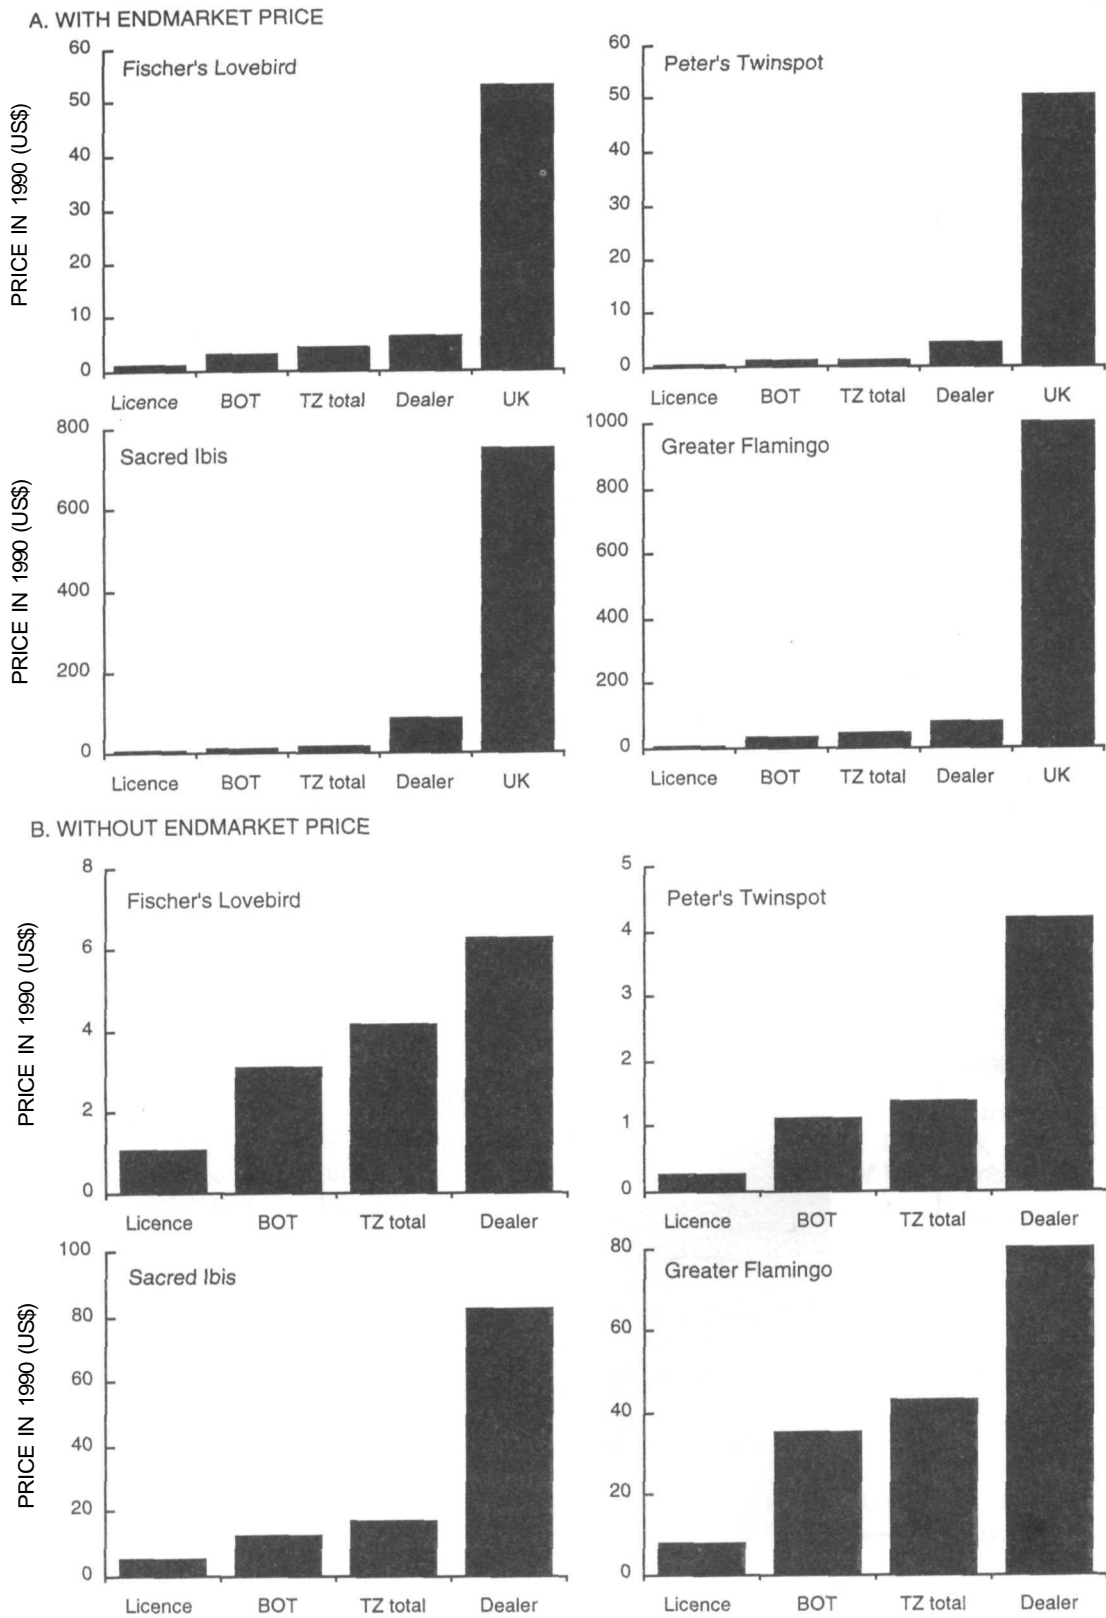 A. WITH ENDMARKET PRICE
PRICE IN 1990 (US$)
60
50
40
30
20
10
0
Fischer's Lovebird
Licence BOT TZ total Dealer UK
60
50
40
30
20
10
0
Peter's Twinspot
Licence BOT TZ total Dealer UK
PRICE IN 1990 (US$)
800
600
400
200
0
Sacred Ibis
Licence BOT TZ total Dealer UK
1000
800
600
400
200
0
Greater Flamingo
Licence BOT TZ total Dealer UK
B. WITHOUT ENDMARKET PRICE
PRICE IN 1990 (US$)
8
6
4
2
0
Fischer's Lovebird
Licence BOT TZ total Dealer
5
4
3
2
1
0
Peter's Twinspot
Licence BOT TZ total Dealer
PRICE IN 1990 (US$)
100
80
60
40
20
0
Sacred Ibis
Licence BOT TZ total Dealer
80
60
40
20
0
Greater Flamingo
Licence BOT TZ total Dealer